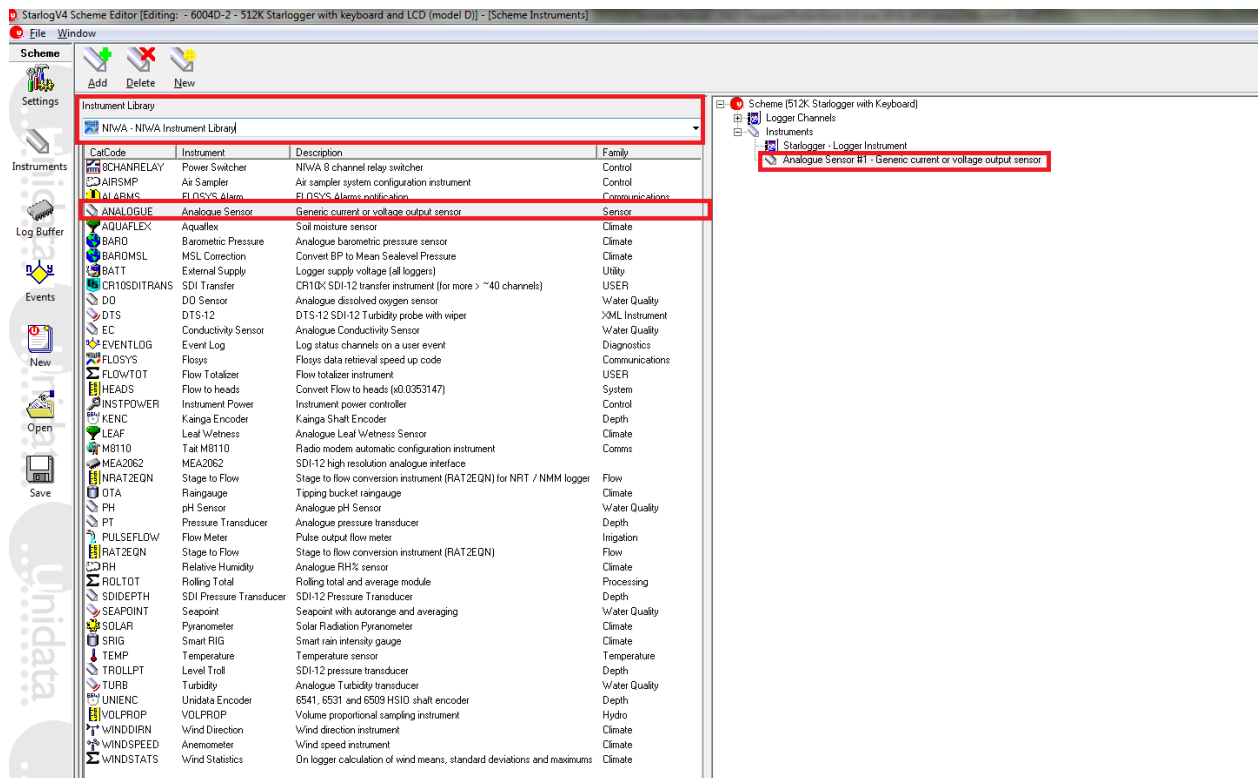 StarlogV4 Scheme Editor [Editing: - 6004D-2 - 512K Starlogger with keyboard and LCD (model D)] - [Scheme Instruments]
File Window
Scheme
Settings
Instruments
Log Buffer
Events
New
Open
Save
Unidata
Unidata
Add Delete New
Instrument Library
NIWA - NIWA Instrument Library
CatCode Instrument Description Family
8CHANRELAY Power Switcher NIWA 8 channel relay switcher Control
AIRSMP Air Sampler Air sampler system configuration instrument Control
ALARMS FLOSYS Alarm FLOSYS Alarms notification Communications
ANALOGUE Analogue Sensor Generic current or voltage output sensor Sensor
AQUAFLEX Aquaflex Soil moisture sensor Climate
BARO Barometric Pressure Analogue barometric pressure sensor Climate
BAROMSL MSL Correction Convert BP to Mean Sealevel Pressure Climate
BATT External Supply Logger supply voltage (all loggers) Utility
CR10SDITRANS SDI Transfer CR10X SDI-12 transfer instrument (for more > ~40 channels) USER
DO DO Sensor Analogue dissolved oxygen sensor Water Quality
DTS DTS-12 DTS-12 SDI-12 Turbidity probe with wiper XML Instrument
EC Conductivity Sensor Analogue Conductivity Sensor Water Quality
EVENTLOG Event Log Log status channels on a user event Diagnostics
FLOSYS Flosys Flosys data retrieval speed up code Communications
FLOWTOT Flow Totalizer Flow totalizer instrument USER
HEADS Flow to heads Convert Flow to heads (x0.0353147) System
INSTPOWER Instrument Power Instrument power controller Control
KENC Kainga Encoder Kainga Shaft Encoder Depth
LEAF Leaf Wetness Analogue Leaf Wetness Sensor Climate
M8110 Tait M8110 Radio modem automatic configuration instrument Comms
MEA2062 MEA2062 SDI-12 high resolution analogue interface
NRAT2EQN Stage to Flow Stage to flow conversion instrument (RAT2EQN) for NRT / NMM logger Flow
OTA Raingauge Tipping bucket raingauge Climate
PH pH Sensor Analogue pH Sensor Water Quality
PT Pressure Transducer Analogue pressure transducer Depth
PULSEFLOW Flow Meter Pulse output flow meter Irrigation
RAT2EQN Stage to Flow Stage to flow conversion instrument (RAT2EQN) Flow
RH Relative Humidity Analogue RH% sensor Climate
ROLTOT Rolling Total Rolling total and average module Processing
SDIDEPTH SDI Pressure Transducer SDI-12 Pressure Transducer Depth
SEAPOINT Seapoint Seapoint with autorange and averaging Water Quality
SOLAR Pyranometer Solar Radiation Pyranometer Climate
SRIG Smart RIG Smart rain intensity gauge Climate
TEMP Temperature Temperature sensor Temperature
TROLLPT Level Troll SDI-12 pressure transducer Depth
TURB Turbidity Analogue Turbidity transducer Water Quality
UNIENC Unidata Encoder 6541, 6531 and 6509 HSIO shaft encoder Depth
VOLPROP VOLPROP Volume proportional sampling instrument Hydro
WINDDIRN Wind Direction Wind direction instrument Climate
WINDSPEED Anemometer Wind speed instrument Climate
WINDSTATS Wind Statistics On logger calculation of wind means, standard deviations and maximums Climate
Scheme (512K Starlogger with Keyboard)
Logger Channels
Instruments
Starlogger - Logger Instrument
Analogue Sensor #1 - Generic current or voltage output sensor